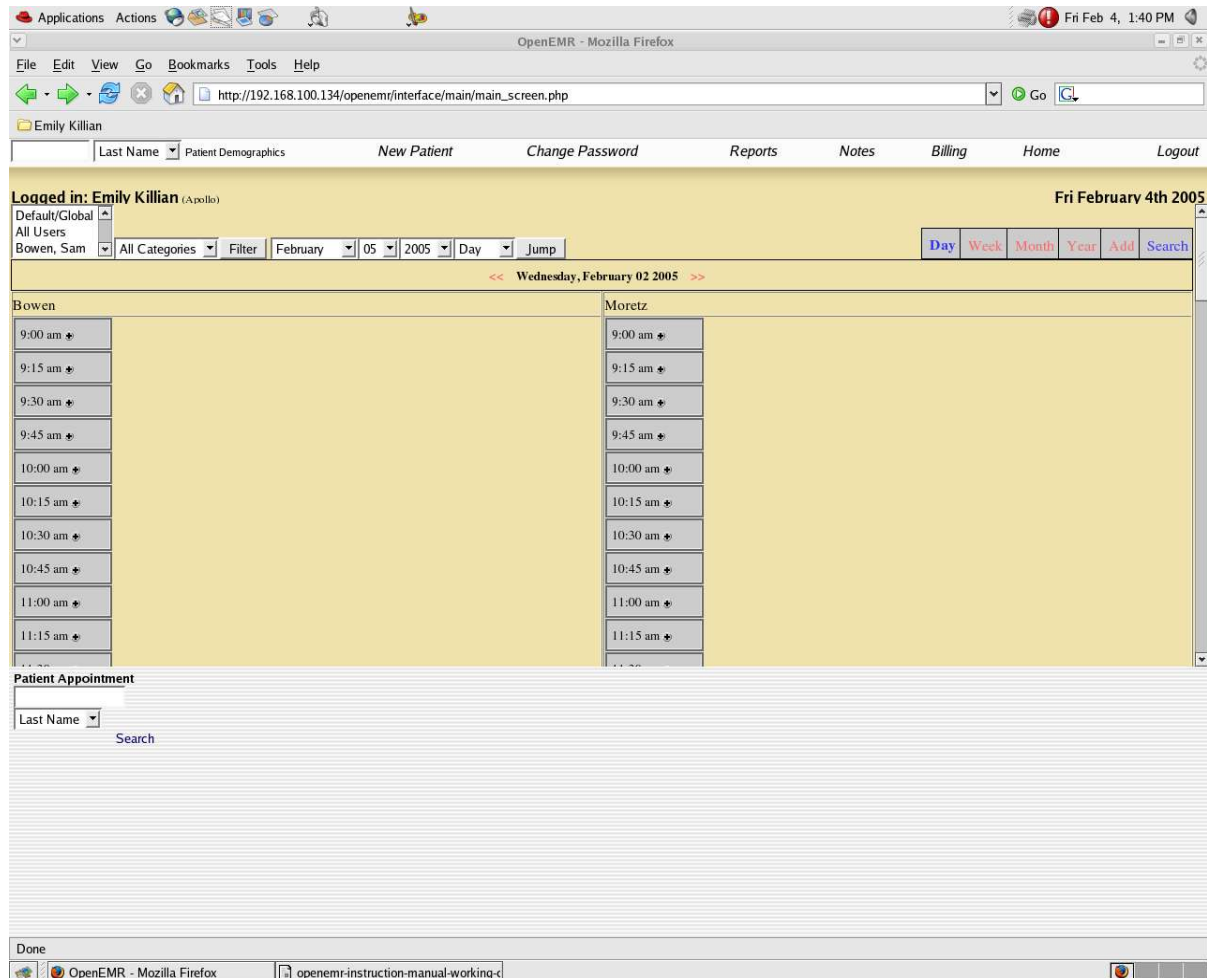 Applications Actions Fri Feb 4, 1:40 PM
OpenEMR - Mozilla Firefox
File Edit View Go Bookmarks Tools Help
http://192.168.100.134/openemr/interface/main/main_screen.php Go G
Emily Killian
Last Name Patient Demographics New Patient Change Password Reports Notes Billing Home Logout
Logged in: Emily Killian (Apollo) Fri February 4th 2005
Default/Global
All Users
Bowen, Sam All Categories Filter February 05 2005 Day Jump Day Week Month Year Add Search
<< Wednesday, February 02 2005 >>
Bowen Moretz
9:00 am 9:00 am
9:15 am 9:15 am
9:30 am 9:30 am
9:45 am 9:45 am
10:00 am 10:00 am
10:15 am 10:15 am
10:30 am 10:30 am
10:45 am 10:45 am
11:00 am 11:00 am
11:15 am 11:15 am
Patient Appointment
Last Name
Search
Done
OpenEMR - Mozilla Firefox openemr-instruction-manual-working-c